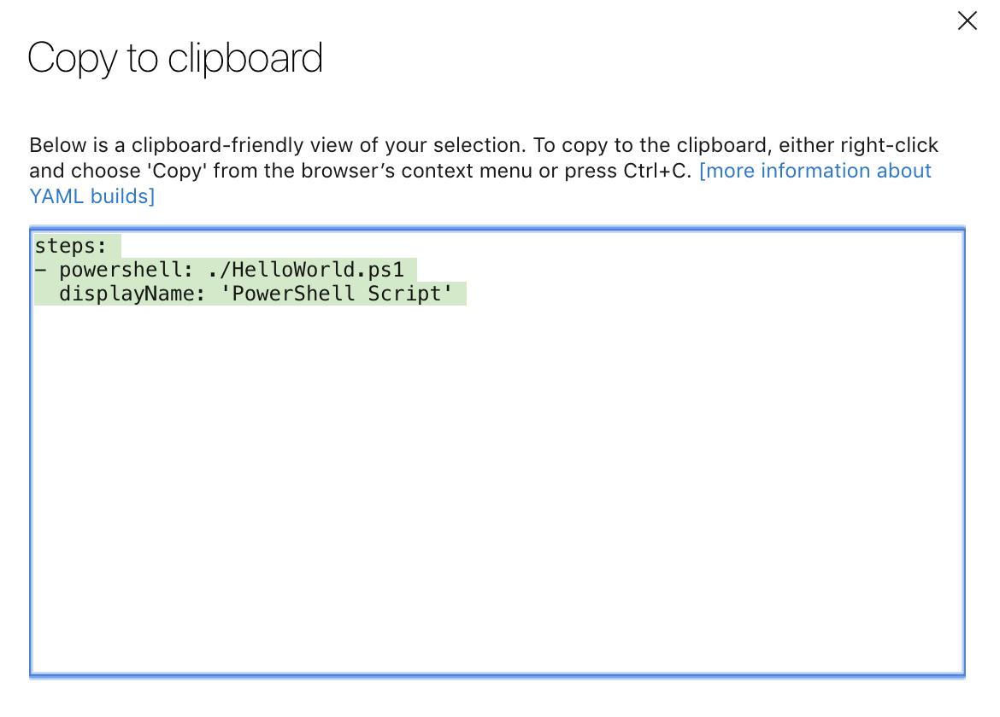 Copy to clipboard
Below is a clipboard-friendly view of your selection. To copy to the clipboard, either right-click
and choose 'Copy' from the browser’s context menu or press Ctrl+C. [more information about
YAML builds]
steps:
- powershell: ./HelloWorld.ps1
  displayName: 'PowerShell Script'